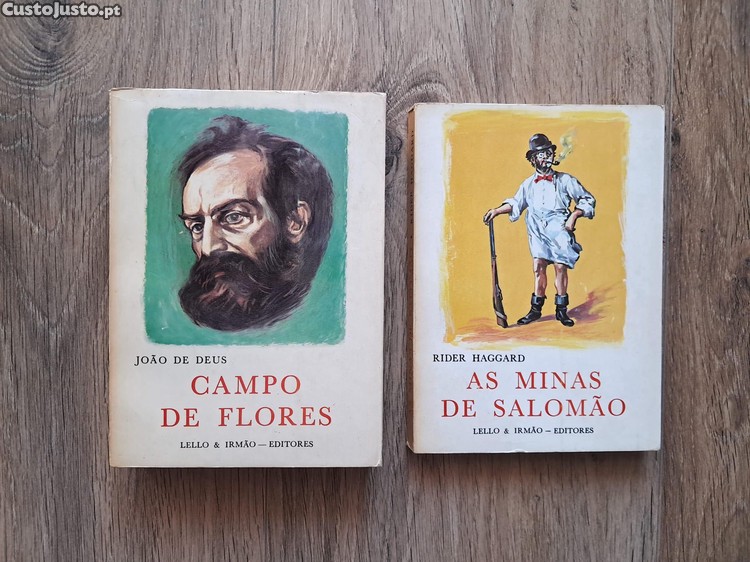 CustoJusto.pt
JOÃO DE DEUS
CAMPO
DE FLORES
LELLO & IRMÃO — EDITORES
RIDER HAGGARD
AS MINAS
DE SALOMÃO
LELLO & IRMÃO — EDITORES